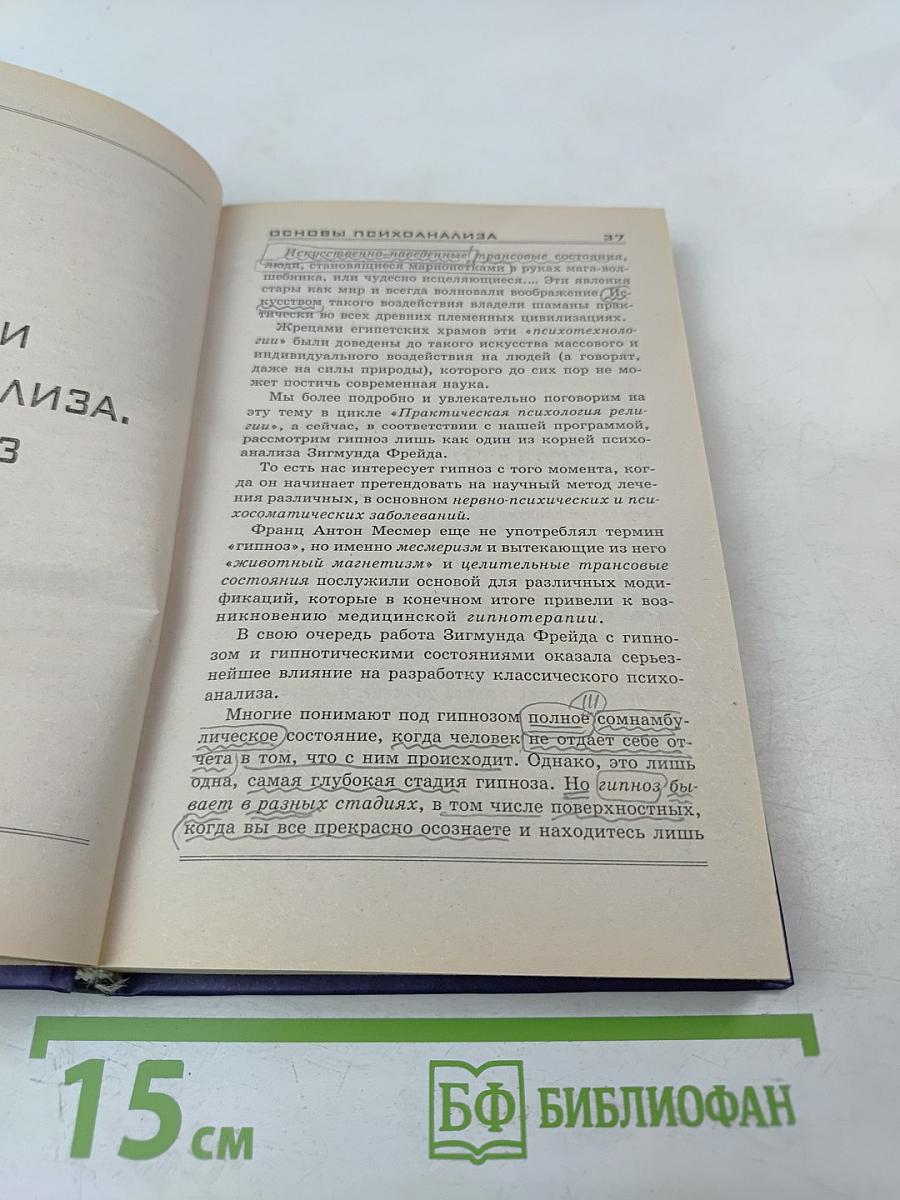 И
ЛИЗА.
З
ОСНОВЫ ПСИХОАНАЛИЗА 37
Искусственно наведенные трансовые состояния,
люди, становящиеся марионетками в руках мага-вол-
шебника, или чудесно исцеляющиеся.... Эти явления
стары как мир и всегда волновали воображение. Ис-
кусством такого воздействия владели шаманы прак-
тически во всех древних племенных цивилизациях.
Жрецами египетских храмов эти «психотехноло-
гии» были доведены до такого искусства массового и
индивидуального воздействия на людей (а говорят,
даже на силы природы), которого до сих пор не мо-
жет постичь современная наука.
Мы более подробно и увлекательно поговорим на
эту тему в цикле «Практическая психология рели-
гии», а сейчас, в соответствии с нашей программой,
рассмотрим гипноз лишь как один из корней психо-
анализа Зигмунда Фрейда.
То есть нас интересует гипноз с того момента, ког-
да он начинает претендовать на научный метод лече-
ния различных, в основном нервно-психических и пси-
хосоматических заболеваний.
Франц Антон Месмер еще не употреблял термин
«гипноз», но именно месмеризм и вытекающие из него
«животный магнетизм» и целительные трансовые
состояния послужили основой для различных моди-
фикаций, которые в конечном итоге привели к воз-
никновению медицинской гипнотерапии.
В свою очередь работа Зигмунда Фрейда с гипно-
зом и гипнотическими состояниями оказала серьез-
нейшее влияние на разработку классического психо-
анализа.
Многие понимают под гипнозом полное сомнамбу-
лическое состояние, когда человек не отдает себе от-
чета в том, что с ним происходит. Однако, это лишь
одна, самая глубокая стадия гипноза. Но гипноз бы-
вает в разных стадиях, в том числе поверхностных,
когда вы все прекрасно осознаете и находитесь лишь
15 см
БФ БИБЛИОФАН